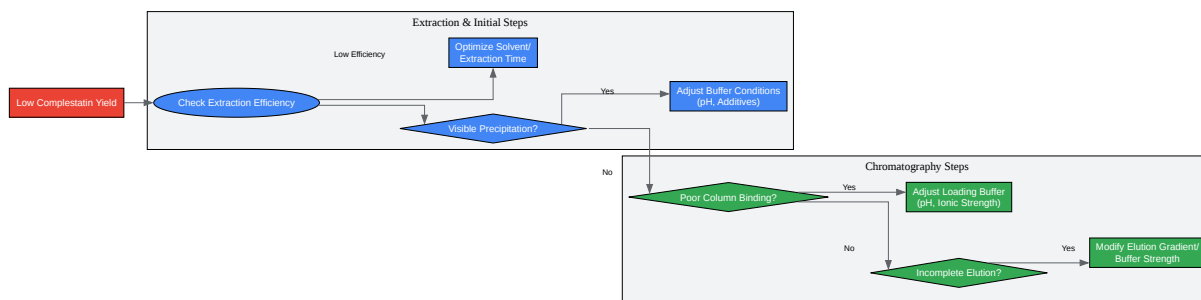 Extraction & Initial Steps
Low Efficiency
Optimize Solvent/
Extraction Time
Low Complestatin Yield
Check Extraction Efficiency
Yes
Adjust Buffer Conditions
(pH, Additives)
Visible Precipitation?
No
Chromatography Steps
Poor Column Binding?
Yes
Adjust Loading Buffer
(pH, Ionic Strength)
No
Incomplete Elution?
Yes
Modify Elution Gradient/
Buffer Strength